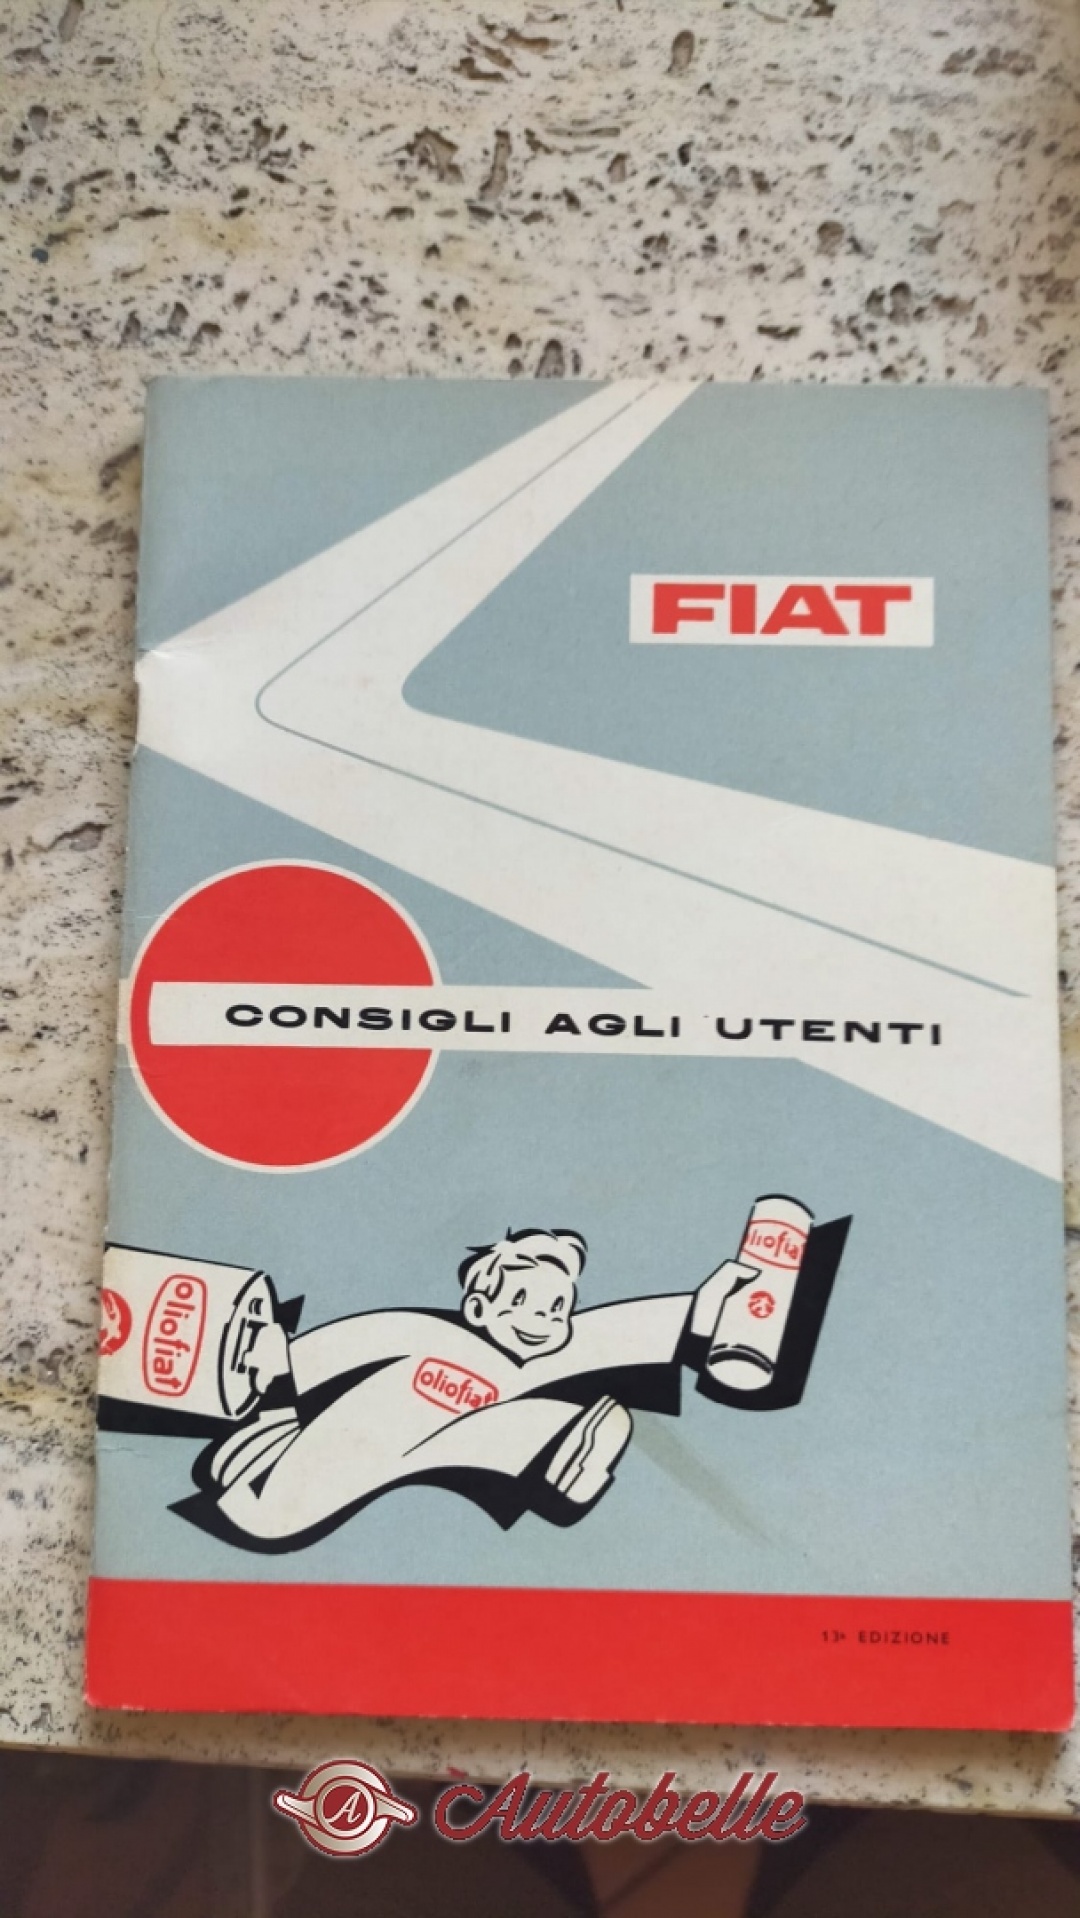 FIAT
CONSIGLI AGLI UTENTI
oliofiat
oliofiat
oliofiat
13ª EDIZIONE
A Autobelle